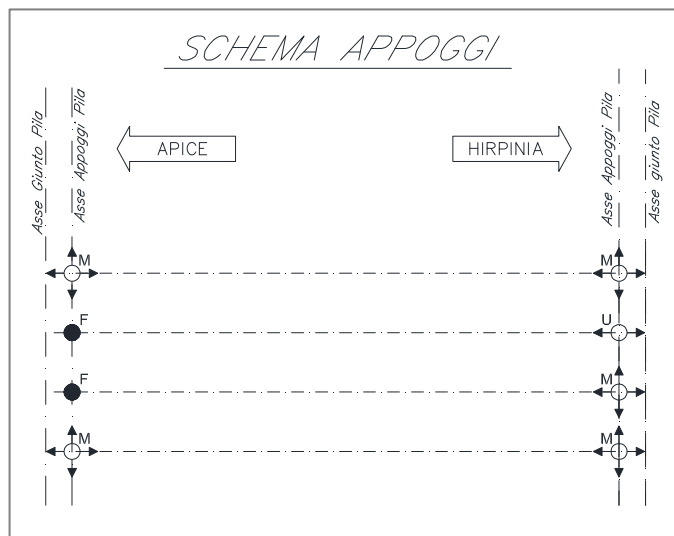 SCHEMA APPOGGI
Asse Giunto Pila
Asse Appoggi Pila
APICE
HIRPINIA
Asse Appoggi Pila
Asse giunto Pila
M
M
F
U
F
M
M
M